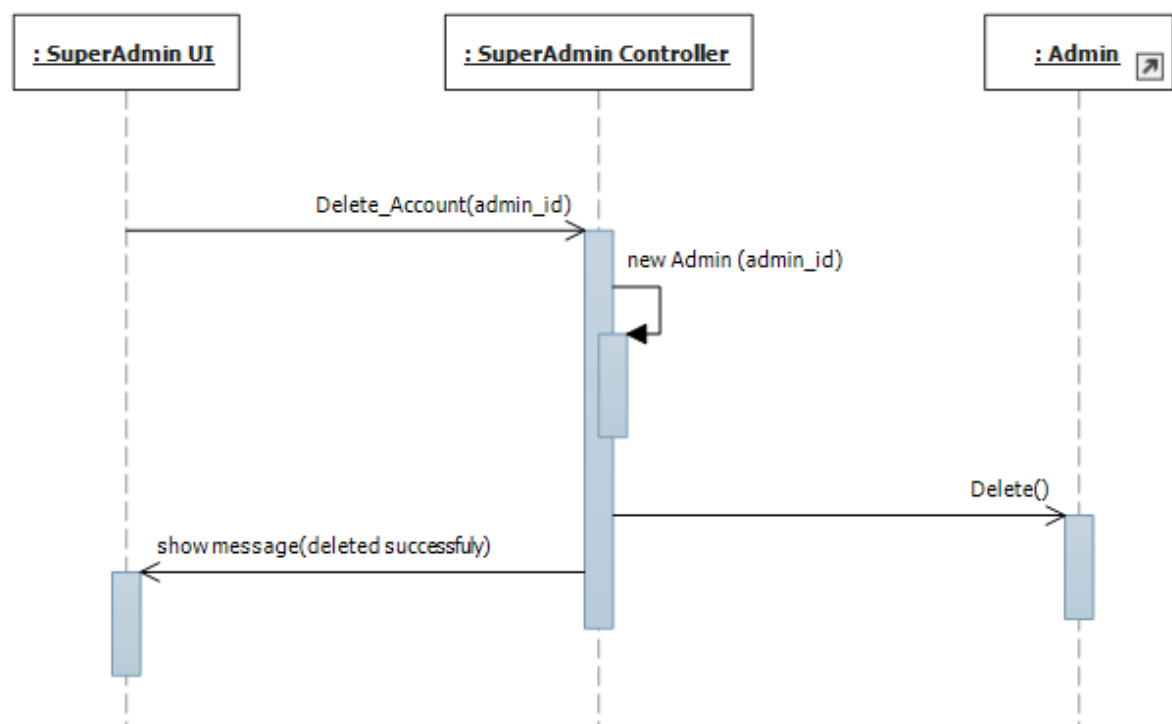 : SuperAdmin UI
: SuperAdmin Controller
: Admin
Delete_Account(admin_id)
new Admin (admin_id)
Delete()
show message(deleted successfuly)